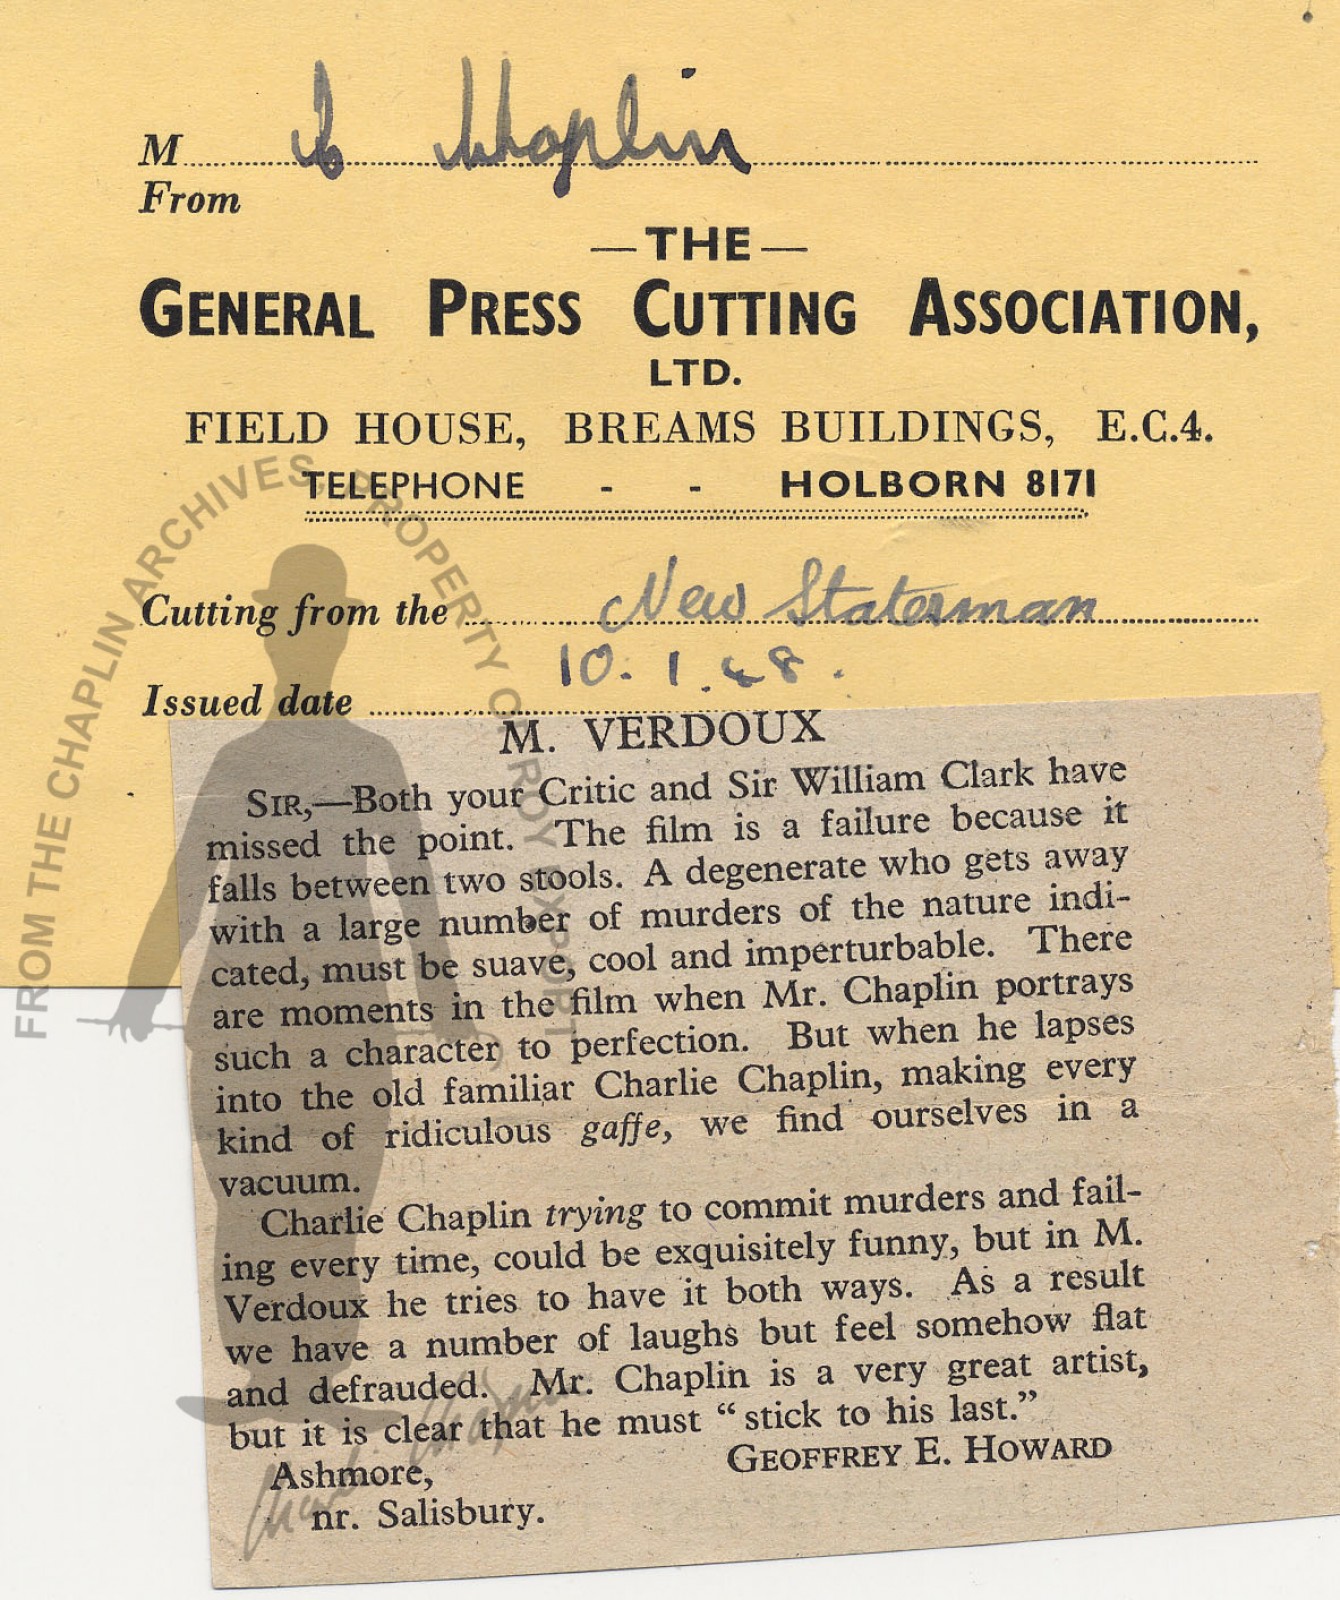 M C Chaplin
From
—THE—
GENERAL PRESS CUTTING ASSOCIATION,
LTD.
FIELD HOUSE, BREAMS BUILDINGS, E.C.4.
TELEPHONE - - HOLBORN 8171
Cutting from the New Statesman
10.1.48.
Issued date
M. VERDOUX
SIR,—Both your Critic and Sir William Clark have
missed the point. The film is a failure because it
falls between two stools. A degenerate who gets away
with a large number of murders of the nature indi-
cated, must be suave, cool and imperturbable. There
are moments in the film when Mr. Chaplin portrays
such a character to perfection. But when he lapses
into the old familiar Charlie Chaplin, making every
kind of ridiculous gaffe, we find ourselves in a
vacuum.
Charlie Chaplin trying to commit murders and fail-
ing every time, could be exquisitely funny, but in M.
Verdoux he tries to have it both ways. As a result
we have a number of laughs but feel somehow flat
and defrauded. Mr. Chaplin is a very great artist,
but it is clear that he must “stick to his last.”
GEOFFREY E. HOWARD
Ashmore,
nr. Salisbury.
FROM THE CHAPLIN ARCHIVES, PROPERTY OF ROY EXPORT